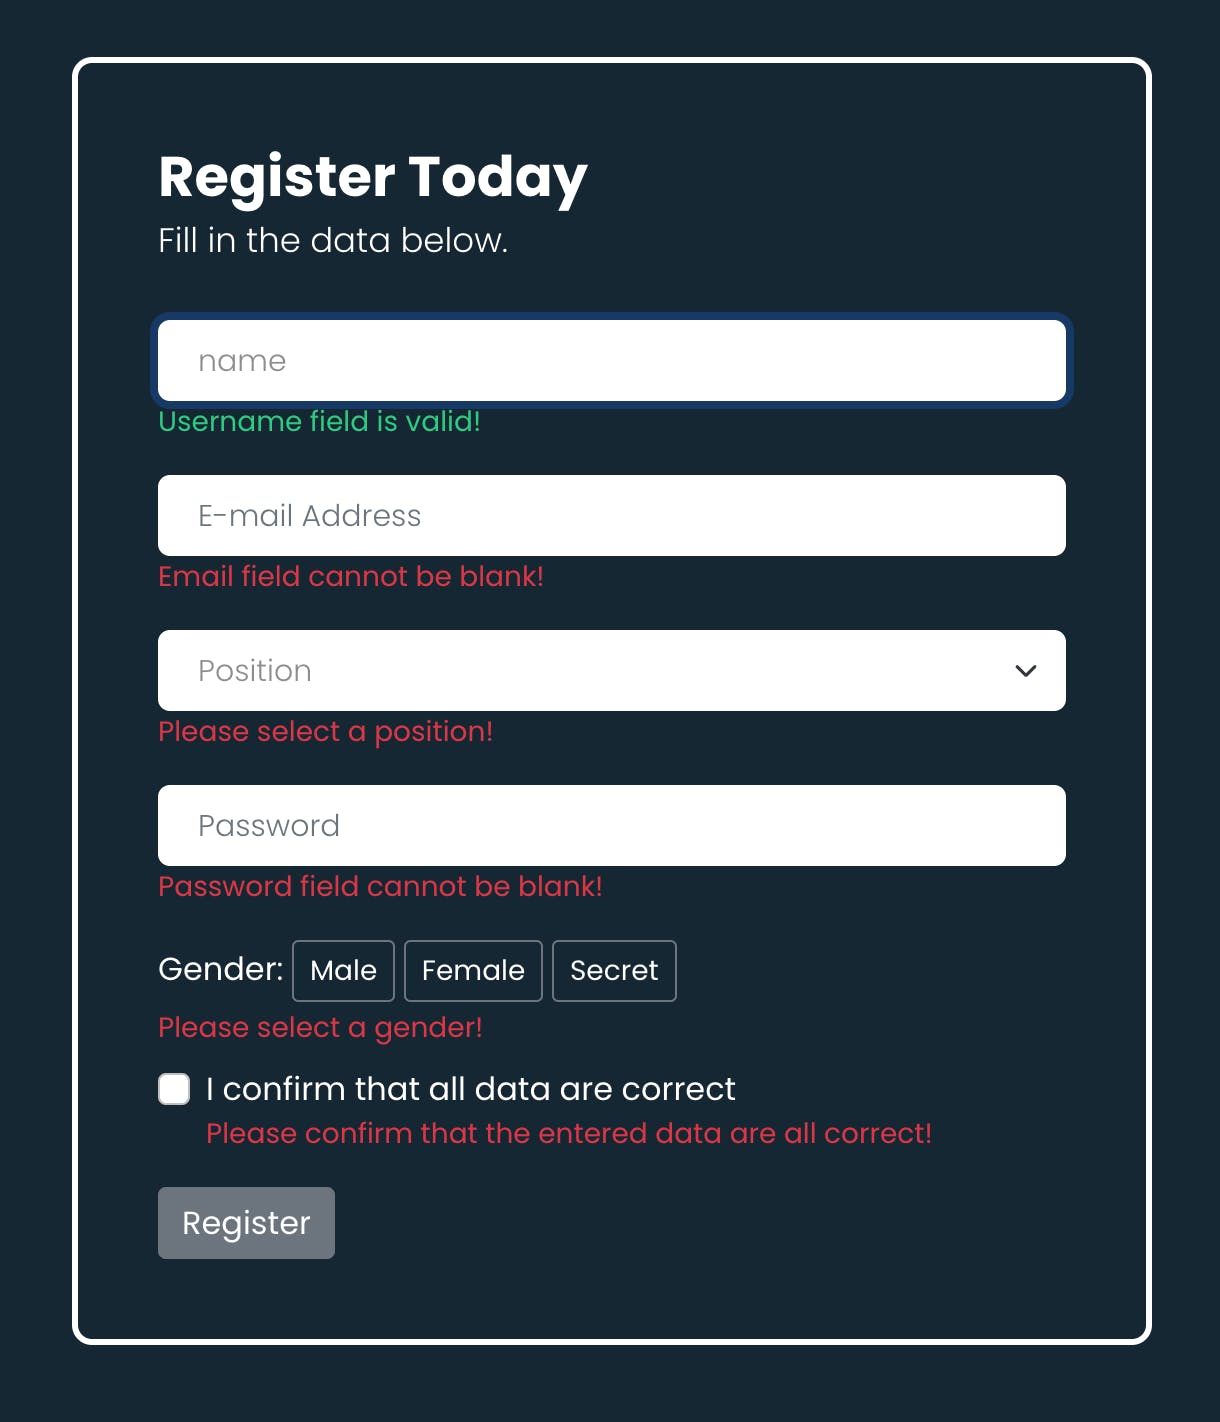 Register Today
Fill in the data below.
name
Username field is valid!
E-mail Address
Email field cannot be blank!
Position
Please select a position!
Password
Password field cannot be blank!
Gender: Male Female Secret
Please select a gender!
I confirm that all data are correct
Please confirm that the entered data are all correct!
Register